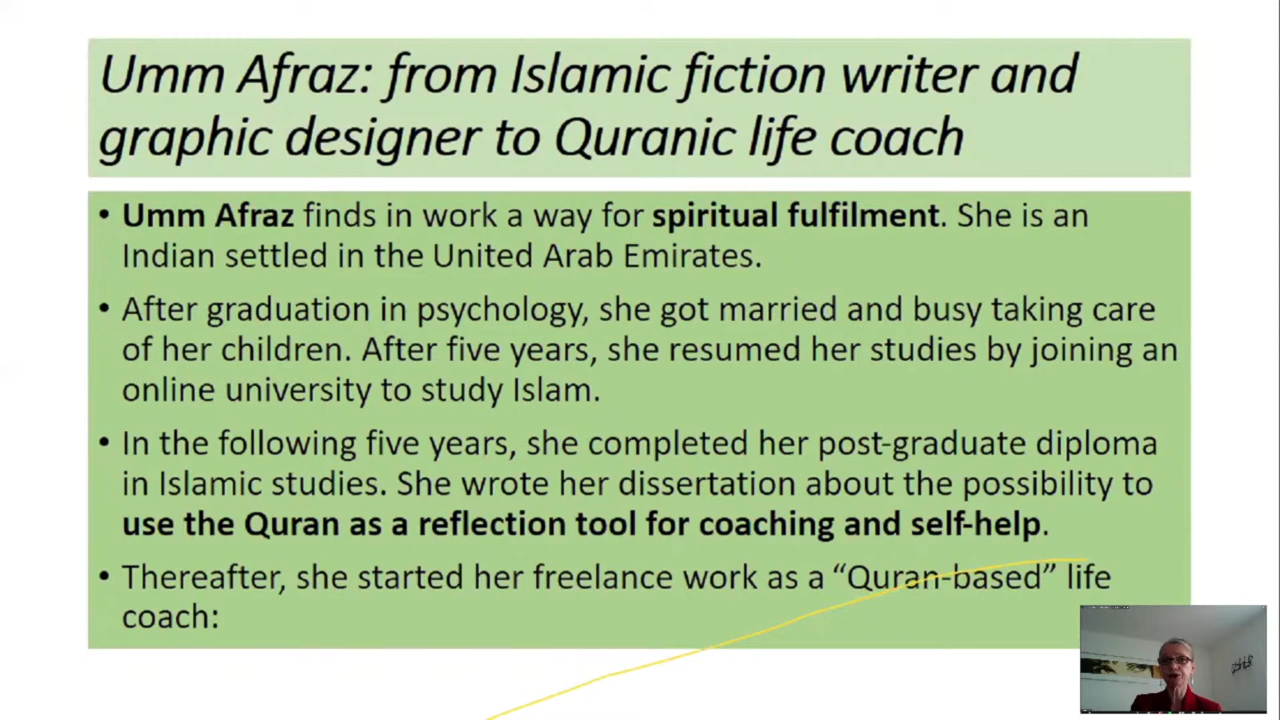 Umm Afraz: from Islamic fiction writer and
graphic designer to Quranic life coach
• Umm Afraz finds in work a way for spiritual fulfilment. She is an
Indian settled in the United Arab Emirates.
• After graduation in psychology, she got married and busy taking care
of her children. After five years, she resumed her studies by joining an
online university to study Islam.
• In the following five years, she completed her post-graduate diploma
in Islamic studies. She wrote her dissertation about the possibility to
use the Quran as a reflection tool for coaching and self-help.
• Thereafter, she started her freelance work as a “Quran-based” life
coach: